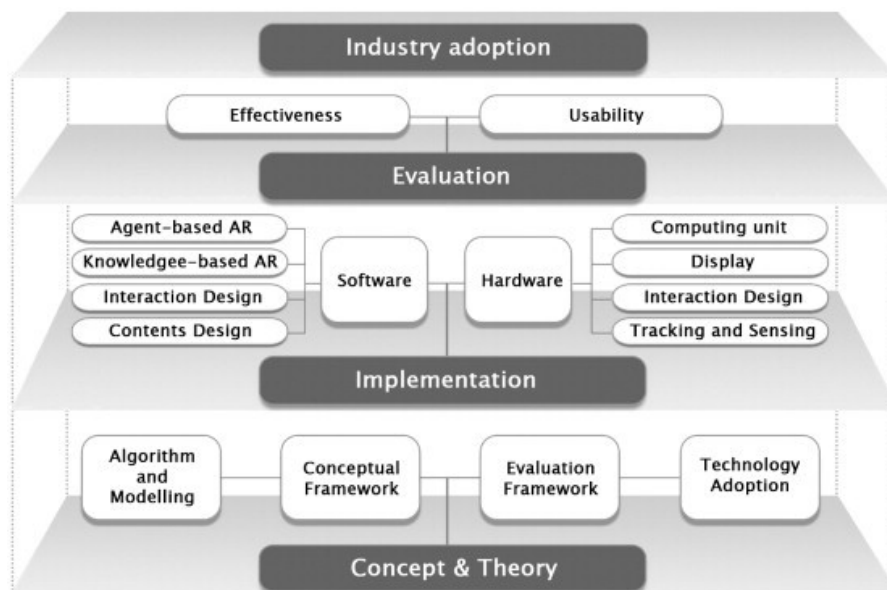 Industry adoption
Effectiveness
Usability
Evaluation
Agent-based AR
Knowledgee-based AR
Interaction Design
Contents Design
Software
Hardware
Computing unit
Display
Interaction Design
Tracking and Sensing
Implementation
Algorithm
and
Modelling
Conceptual
Framework
Evaluation
Framework
Technology
Adoption
Concept & Theory